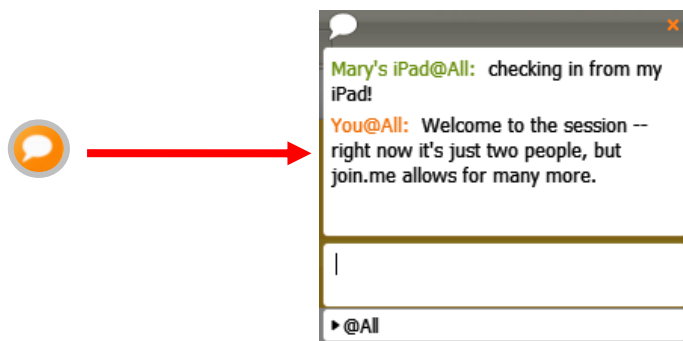 Mary's iPad@All: checking in from my
iPad!
You@All: Welcome to the session --
right now it's just two people, but
join.me allows for many more.
@All